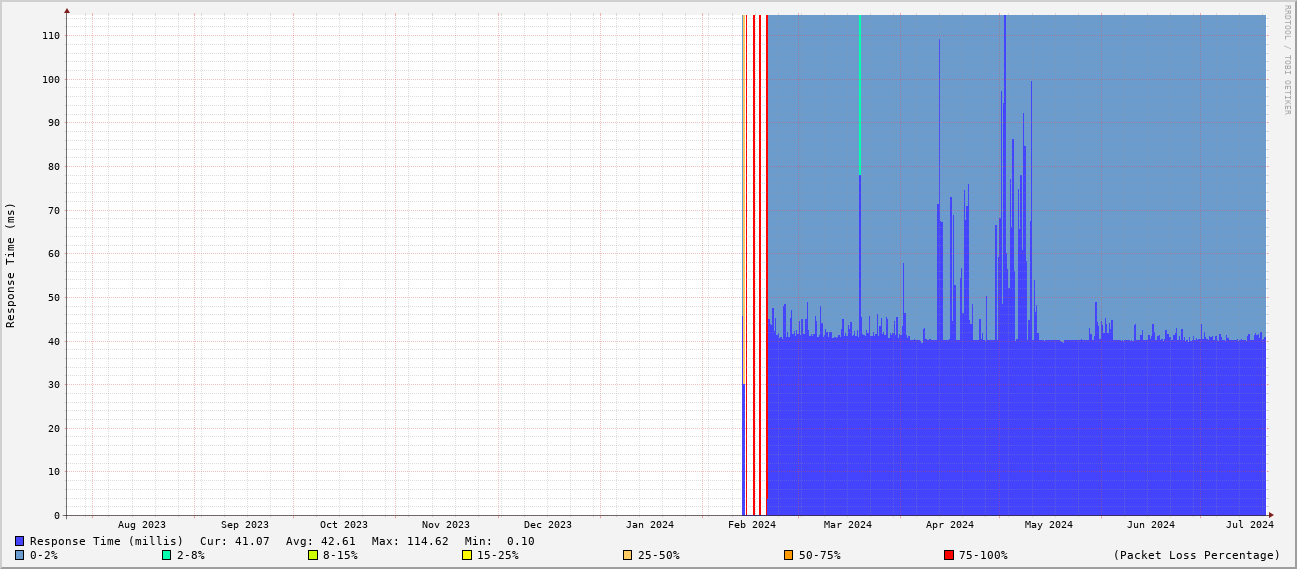 RRDTOOL / TOBI OETIKER
Response Time (ms)
110
100
90
80
70
60
50
40
30
20
10
0
Aug 2023 Sep 2023 Oct 2023 Nov 2023 Dec 2023 Jan 2024 Feb 2024 Mar 2024 Apr 2024 May 2024 Jun 2024 Jul 2024
Response Time (millis) Cur: 41.07 Avg: 42.61 Max: 114.62 Min: 0.10
0-2% 2-8% 8-15% 15-25% 25-50% 50-75% 75-100% (Packet Loss Percentage)